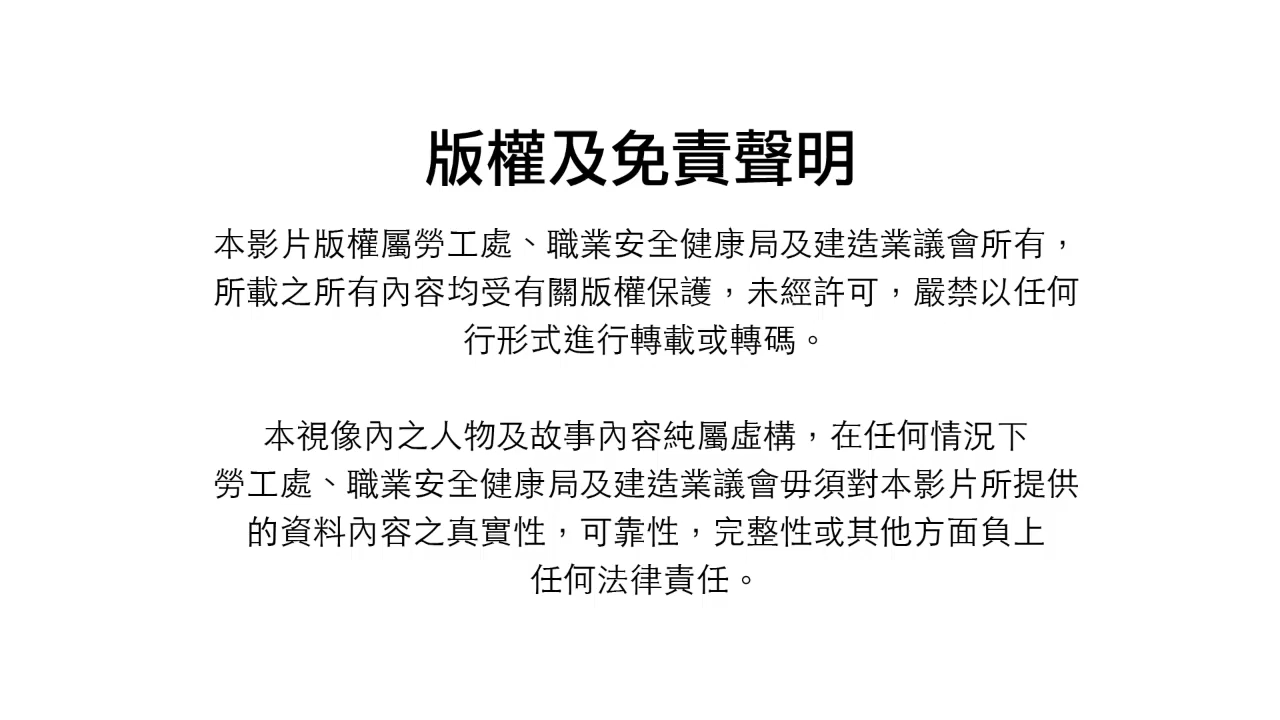 版權及免責聲明
本影片版權屬勞工處、職業安全健康局及建造業議會所有，
所載之所有內容均受有關版權保護，未經許可，嚴禁以任何
行形式進行轉載或轉碼。
本視像內之人物及故事內容純屬虛構，在任何情況下
勞工處、職業安全健康局及建造業議會毋須對本影片所提供
的資料內容之真實性，可靠性，完整性或其他方面負上
任何法律責任。